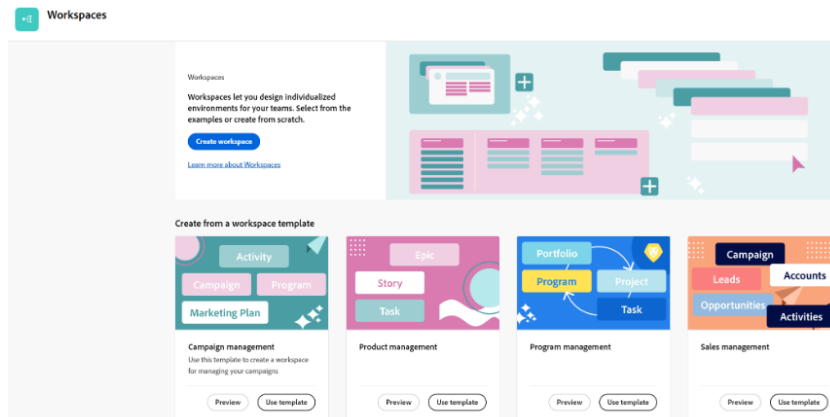 Workspaces
Workspaces
Workspaces let you design individualized
environments for your teams. Select from the
examples or create from scratch.
Create workspace
Learn more about Workspaces
Create from a workspace template
Activity
Campaign
Program
Marketing Plan
Epic
Story
Task
Portfolio
Program
Project
Task
Campaign
Leads
Accounts
Opportunities
Activities
Campaign management
Use this template to create a workspace
for managing your campaigns
Product management
Program management
Sales management
Preview
Use template
Preview
Use template
Preview
Use template
Preview
Use template